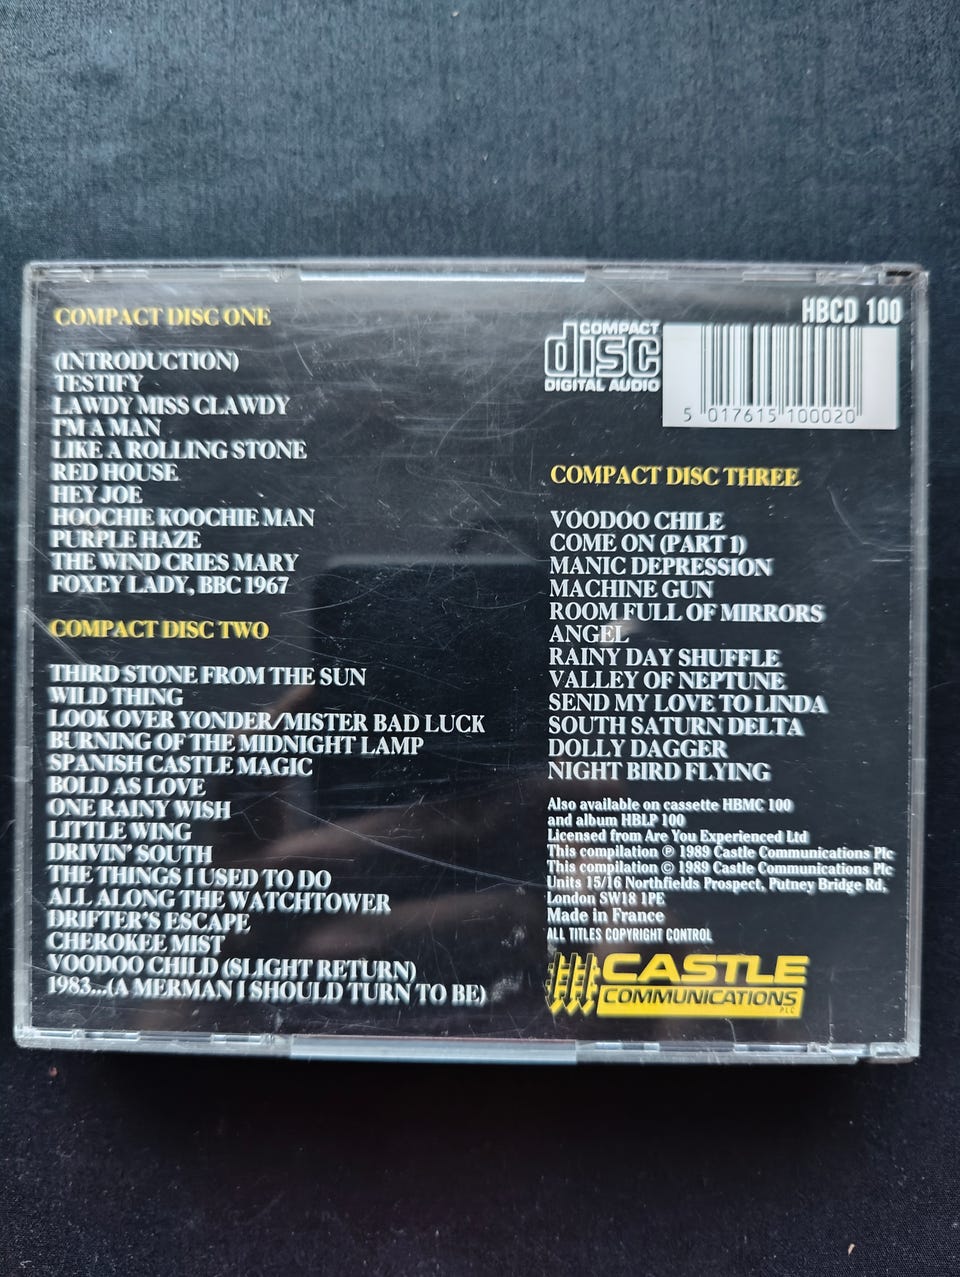 COMPACT DISC ONE
(INTRODUCTION)
TESTIFY
LAWDY MISS CLAWDY
I'M A MAN
LIKE A ROLLING STONE
RED HOUSE
HEY JOE
HOOCHIE KOOCHIE MAN
PURPLE HAZE
THE WIND CRIES MARY
FOXEY LADY, BBC 1967
COMPACT DISC TWO
THIRD STONE FROM THE SUN
WILD THING
LOOK OVER YONDER/MISTER BAD LUCK
BURNING OF THE MIDNIGHT LAMP
SPANISH CASTLE MAGIC
BOLD AS LOVE
ONE RAINY WISH
LITTLE WING
DRIVIN' SOUTH
THE THINGS I USED TO DO
ALL ALONG THE WATCHTOWER
DRIFTER'S ESCAPE
CHEROKEE MIST
VOODOO CHILD (SLIGHT RETURN)
1983...(A MERMAN I SHOULD TURN TO BE)
HBCD 100
COMPACT
disc
DIGITAL AUDIO
5 017615 100020
COMPACT DISC THREE
VOODOO CHILE
COME ON (PART 1)
MANIC DEPRESSION
MACHINE GUN
ROOM FULL OF MIRRORS
ANGEL
RAINY DAY SHUFFLE
VALLEY OF NEPTUNE
SEND MY LOVE TO LINDA
SOUTH SATURN DELTA
DOLLY DAGGER
NIGHT BIRD FLYING
Also available on cassette HBMC 100
and album HBLP 100
Licensed from Are You Experienced Ltd
This compilation ℗ 1989 Castle Communications Plc
This compilation © 1989 Castle Communications Plc
Units 15/16 Northfields Prospect, Putney Bridge Rd,
London SW18 1PE
Made in France
ALL TITLES COPYRIGHT CONTROL
CASTLE
COMMUNICATIONS
PLC